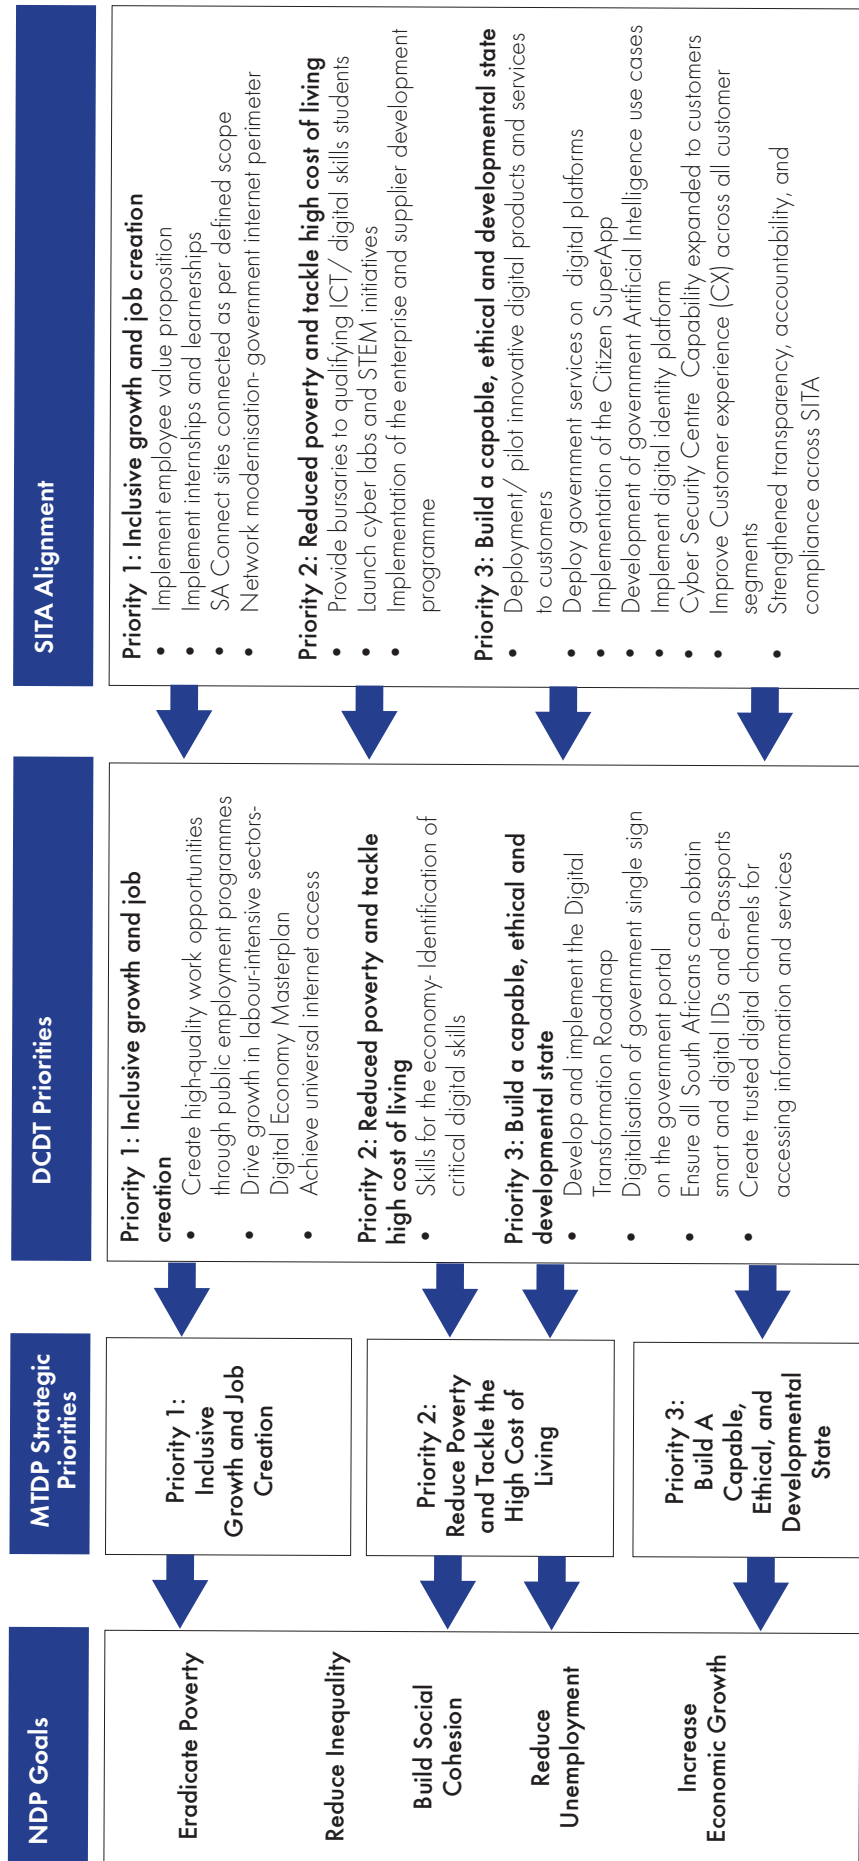 NDP Goals
Eradicate Poverty
Reduce Inequality
Build Social
Cohesion
Reduce
Unemployment
Increase
Economic Growth
MTDP Strategic
Priorities
Priority 1:
Inclusive
Growth and Job
Creation
Priority 2:
Reduce Poverty
and Tackle the
High Cost of
Living
Priority 3:
Build A
Capable,
Ethical, and
Developmental
State
DCDT Priorities
Priority 1: Inclusive growth and job
creation
• Create high-quality work opportunities
through public employment programmes
• Drive growth in labour-intensive sectors-
Digital Economy Masterplan
• Achieve universal internet access
Priority 2: Reduced poverty and tackle
high cost of living
• Skills for the economy- Identification of
critical digital skills
Priority 3: Build a capable, ethical and
developmental state
• Develop and implement the Digital
Transformation Roadmap
• Digitalisation of government single sign
on the government portal
• Ensure all South Africans can obtain
smart and digital IDs and e-Passports
• Create trusted digital channels for
accessing information and services
SITA Alignment
Priority 1: Inclusive growth and job creation
• Implement employee value proposition
• Implement internships and learnerships
• SA Connect sites connected as per defined scope
• Network modernisation- government internet perimeter
Priority 2: Reduced poverty and tackle high cost of living
• Provide bursaries to qualifying ICT/ digital skills students
• Launch cyber labs and STEM initiatives
• Implementation of the enterprise and supplier development
programme
Priority 3: Build a capable, ethical and developmental state
• Deployment/ pilot innovative digital products and services
to customers
• Deploy government services on digital platforms
• Implementation of the Citizen SuperApp
• Development of government Artificial Intelligence use cases
• Implement digital identity platform
• Cyber Security Centre Capability expanded to customers
• Improve Customer experience (CX) across all customer
segments
• Strengthened transparency, accountability, and
compliance across SITA